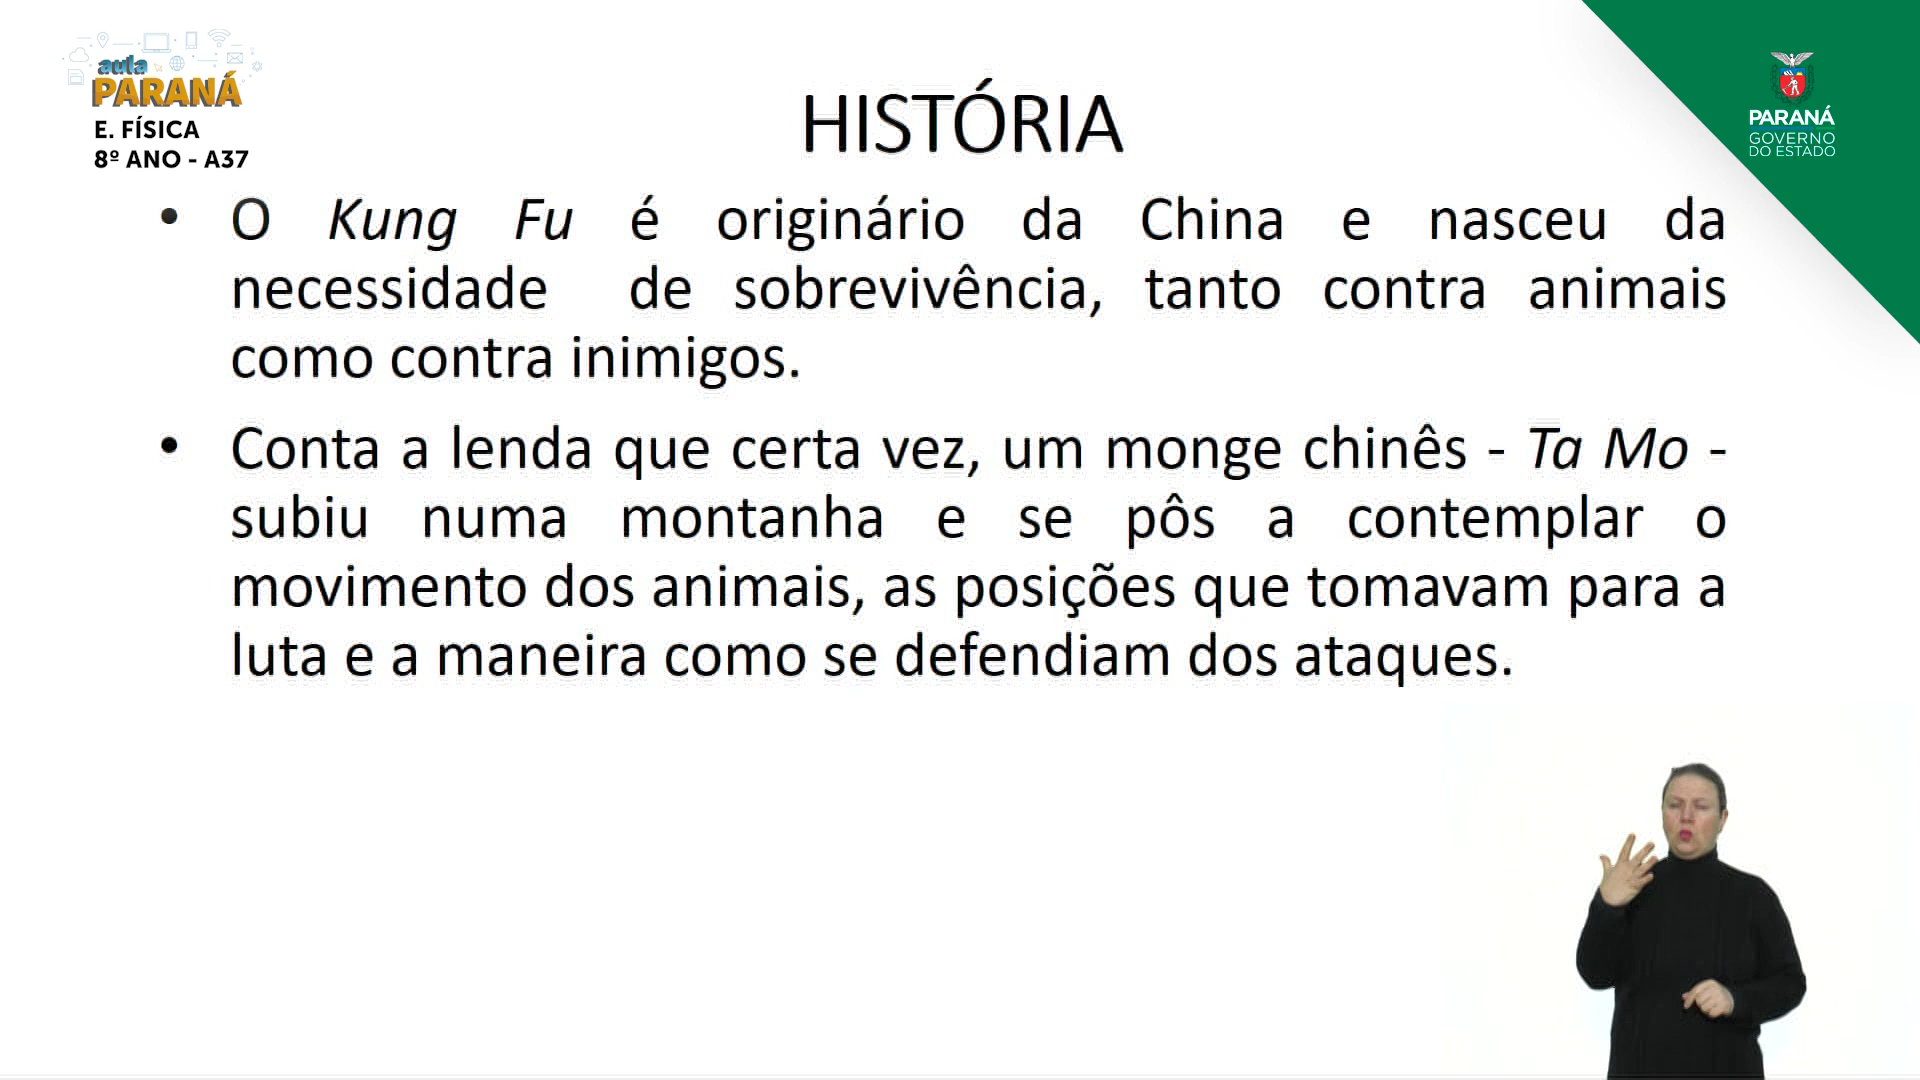 aula
PARANÁ
E. FÍSICA
8º ANO - A37
PARANÁ
GOVERNO
DO ESTADO
HISTÓRIA
• O Kung Fu é originário da China e nasceu da
necessidade de sobrevivência, tanto contra animais
como contra inimigos.
• Conta a lenda que certa vez, um monge chinês - Ta Mo -
subiu numa montanha e se pôs a contemplar o
movimento dos animais, as posições que tomavam para a
luta e a maneira como se defendiam dos ataques.